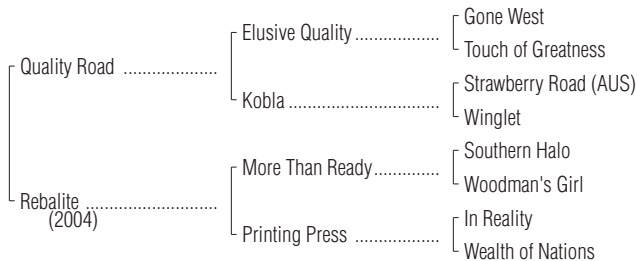 Gone West
Elusive Quality ....................
Touch of Greatness
Quality Road ......................
Strawberry Road (AUS)
Kobla ...................................
Winglet
Southern Halo
More Than Ready...............
Woodman's Girl
Rebalite ...............................
(2004)
In Reality
Printing Press ....................
Wealth of Nations